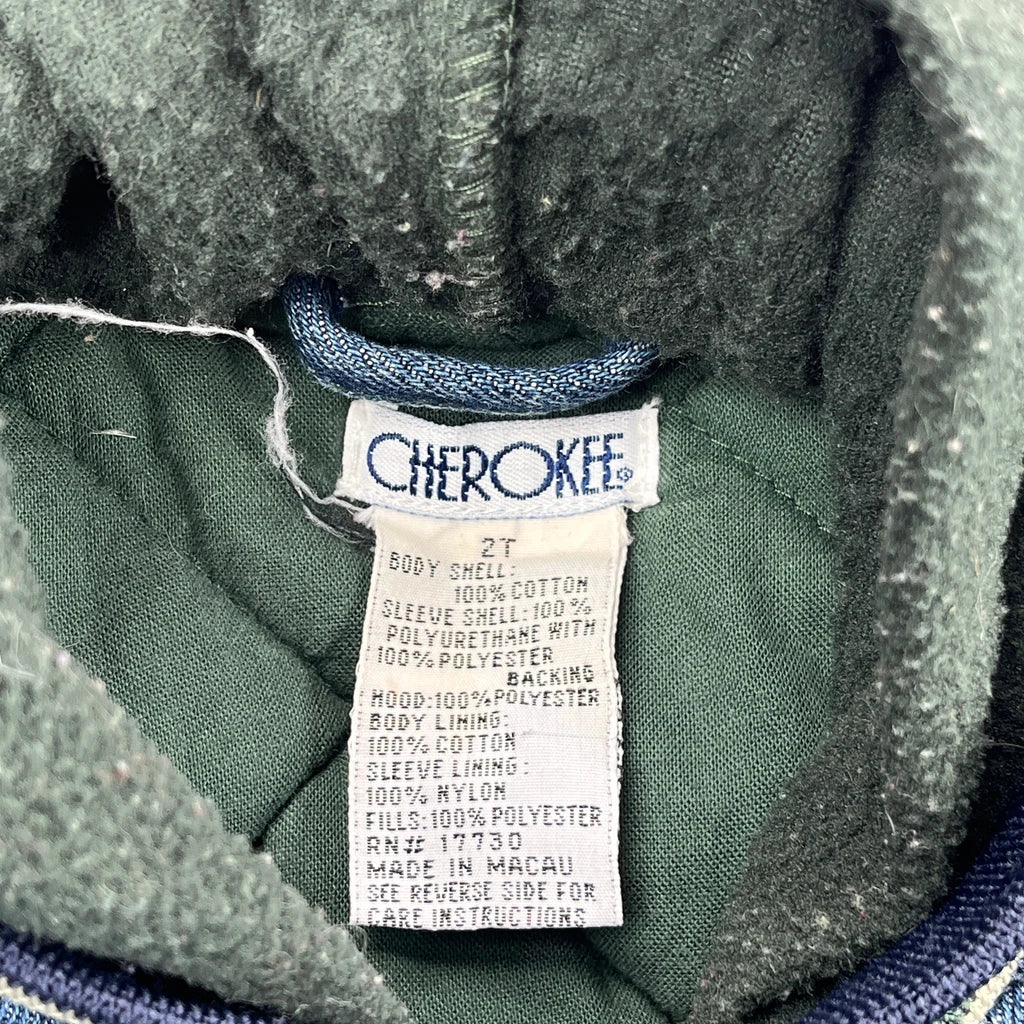 CHEROKEE
2T
BODY SHELL:
100% COTTON
SLEEVE SHELL:100%
POLYURETHANE WITH
100%POLYESTER
BACKING
HOOD:100%POLYESTER
BODY LINING:
100% COTTON
SLEEVE LINING:
100% NYLON
FILLS:100% POLYESTER
RN# 17730
MADE IN MACAU
SEE REVERSE SIDE FOR
CARE INSTRUCTIONS